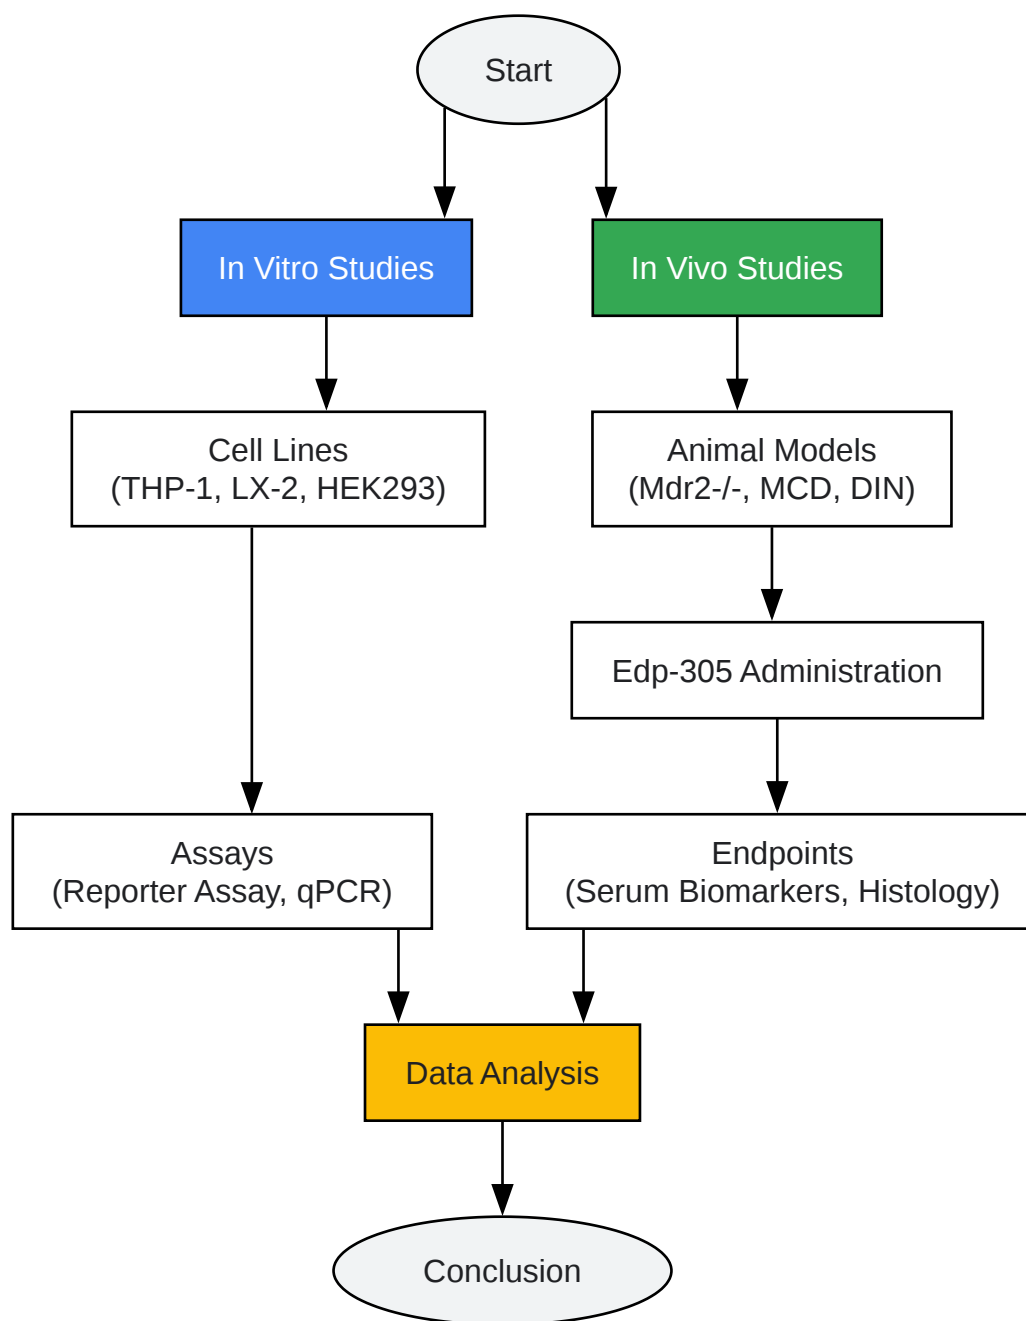 Start
In Vitro Studies
In Vivo Studies
Cell Lines
(THP-1, LX-2, HEK293)
Animal Models
(Mdr2-/-, MCD, DIN)
Edp-305 Administration
Assays
(Reporter Assay, qPCR)
Endpoints
(Serum Biomarkers, Histology)
Data Analysis
Conclusion